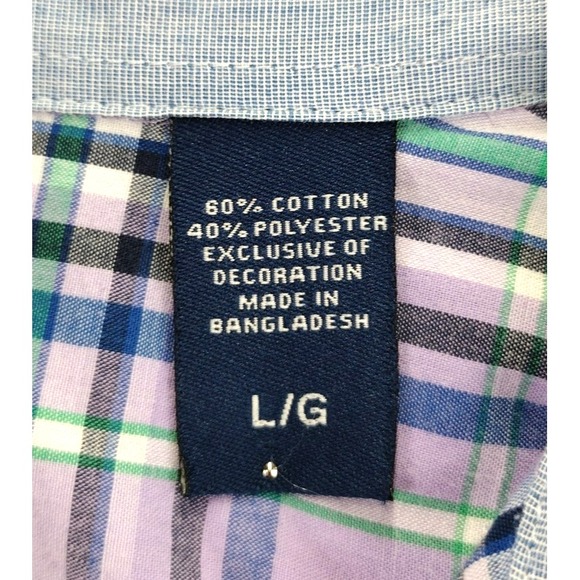 60% COTTON
40% POLYESTER
EXCLUSIVE OF
DECORATION
MADE IN
BANGLADESH
L/G